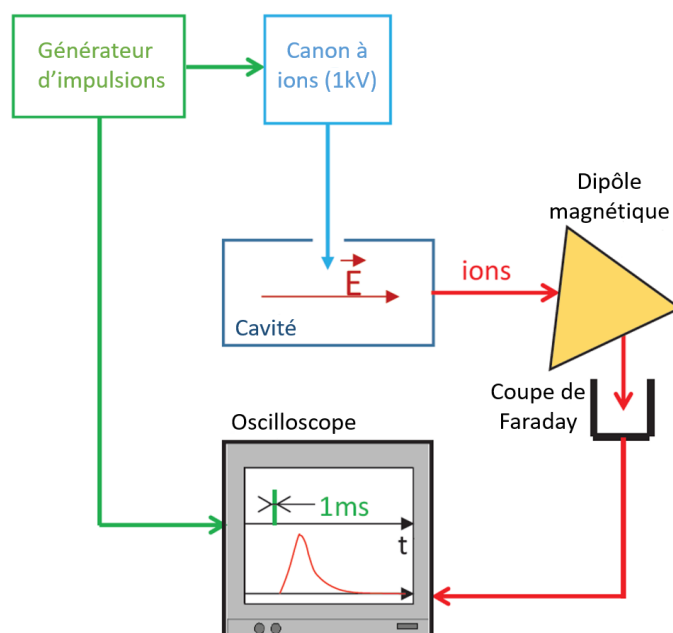 Générateur
d'impulsions
Canon à
ions (1kV)
Dipôle
magnétique
E
ions
Cavité
Coupe de
Faraday
Oscilloscope
1ms
t